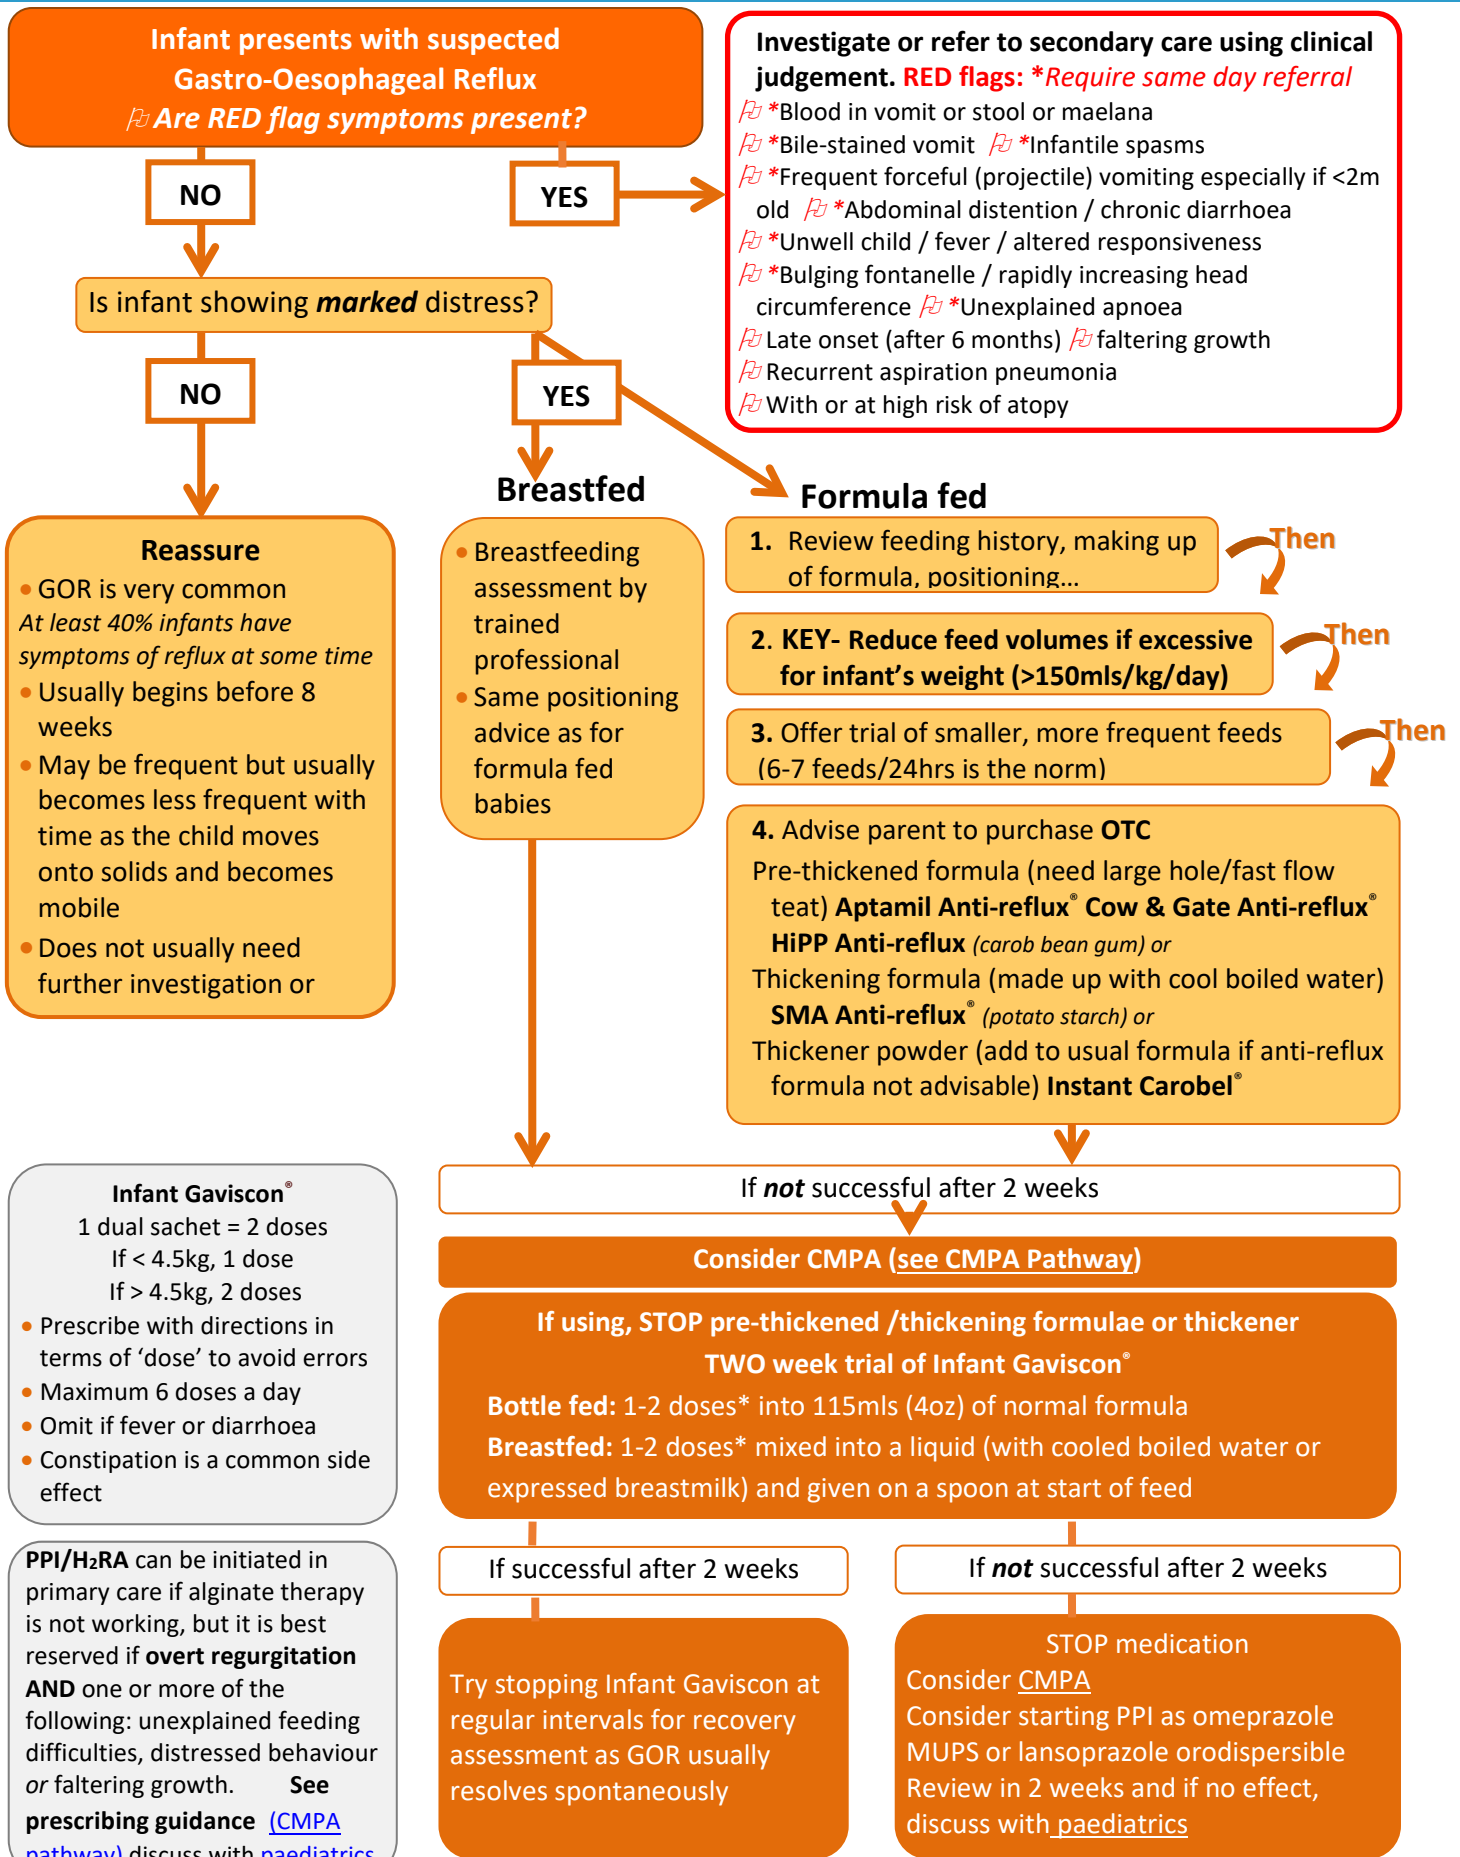 Infant presents with suspected
Gastro-Oesophageal Reflux
Are RED flag symptoms present?
NO
YES
Investigate or refer to secondary care using clinical
judgement. RED flags: *Require same day referral
*Blood in vomit or stool or maelana
*Bile-stained vomit *Infantile spasms
*Frequent forceful (projectile) vomiting especially if <2m
old *Abdominal distention / chronic diarrhoea
*Unwell child / fever / altered responsiveness
*Bulging fontanelle / rapidly increasing head
circumference *Unexplained apnoea
Late onset (after 6 months) faltering growth
Recurrent aspiration pneumonia
With or at high risk of atopy
Is infant showing marked distress?
NO
YES
Reassure
• GOR is very common
At least 40% infants have
symptoms of reflux at some time
• Usually begins before 8
weeks
• May be frequent but usually
becomes less frequent with
time as the child moves
onto solids and becomes
mobile
• Does not usually need
further investigation or
Breastfed
• Breastfeeding
assessment by
trained
professional
• Same positioning
advice as for
formula fed
babies
Formula fed
1. Review feeding history, making up
of formula, positioning…
Then
2. KEY- Reduce feed volumes if excessive
for infant's weight (>150mls/kg/day)
Then
3. Offer trial of smaller, more frequent feeds
(6-7 feeds/24hrs is the norm)
Then
4. Advise parent to purchase OTC
Pre-thickened formula (need large hole/fast flow
teat) Aptamil Anti-reflux® Cow & Gate Anti-reflux®
HiPP Anti-reflux (carob bean gum) or
Thickening formula (made up with cool boiled water)
SMA Anti-reflux® (potato starch) or
Thickener powder (add to usual formula if anti-reflux
formula not advisable) Instant Carobel®
If not successful after 2 weeks
Consider CMPA (see CMPA Pathway)
If using, STOP pre-thickened /thickening formulae or thickener
TWO week trial of Infant Gaviscon®
Bottle fed: 1-2 doses* into 115mls (4oz) of normal formula
Breastfed: 1-2 doses* mixed into a liquid (with cooled boiled water or
expressed breastmilk) and given on a spoon at start of feed
If successful after 2 weeks
Try stopping Infant Gaviscon at
regular intervals for recovery
assessment as GOR usually
resolves spontaneously
If not successful after 2 weeks
STOP medication
Consider CMPA
Consider starting PPI as omeprazole
MUPS or lansoprazole orodispersible
Review in 2 weeks and if no effect,
discuss with paediatrics
Infant Gaviscon®
1 dual sachet = 2 doses
If < 4.5kg, 1 dose
If > 4.5kg, 2 doses
• Prescribe with directions in
terms of 'dose' to avoid errors
• Maximum 6 doses a day
• Omit if fever or diarrhoea
• Constipation is a common side
effect
PPI/H2RA can be initiated in
primary care if alginate therapy
is not working, but it is best
reserved if overt regurgitation
AND one or more of the
following: unexplained feeding
difficulties, distressed behaviour
or faltering growth. See
prescribing guidance (CMPA
pathway) discuss with paediatrics